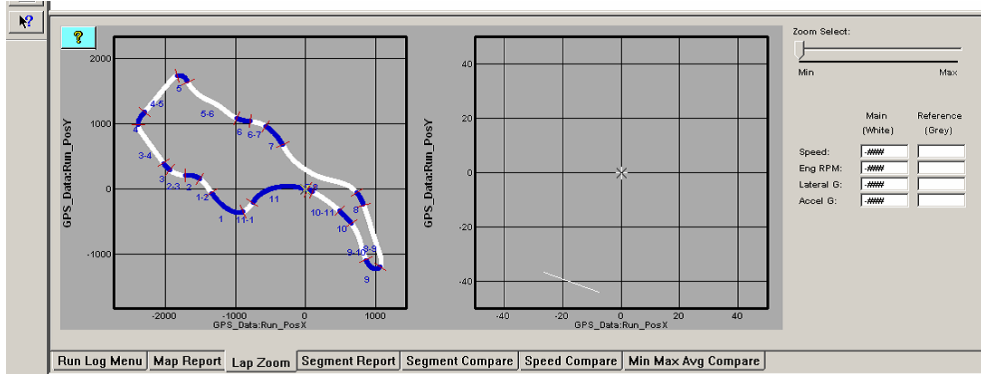 ?
?
Zoom Select:
Min Max
2000
1000
0
-1000
-2000 -1000 0 1000
GPS_Data:Run_PosX
GPS_Data:Run_PosY
5
4-5
5-6
4
6
6-7
7
3-4
3
2-3
2
1-2
1
11-1
11
10-11
10
8
9-10
8-9
9
40
20
0
-20
-40
-40 -20 0 20 40
GPS_Data:Run_PosX
GPS_Data:Run_PosY
Main Reference
(White) (Grey)
Speed: -####
Eng RPM: -####
Lateral G: -####
Accel G: -####
Run Log Menu Map Report Lap Zoom Segment Report Segment Compare Speed Compare Min Max Avg Compare